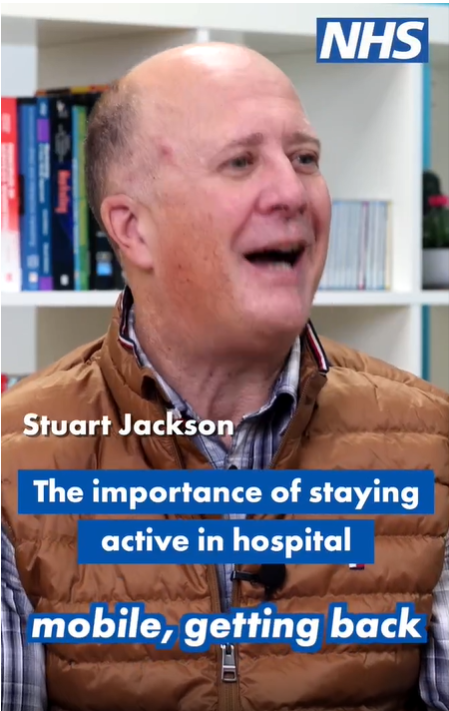 NHS
Stuart Jackson
The importance of staying
active in hospital
mobile, getting back